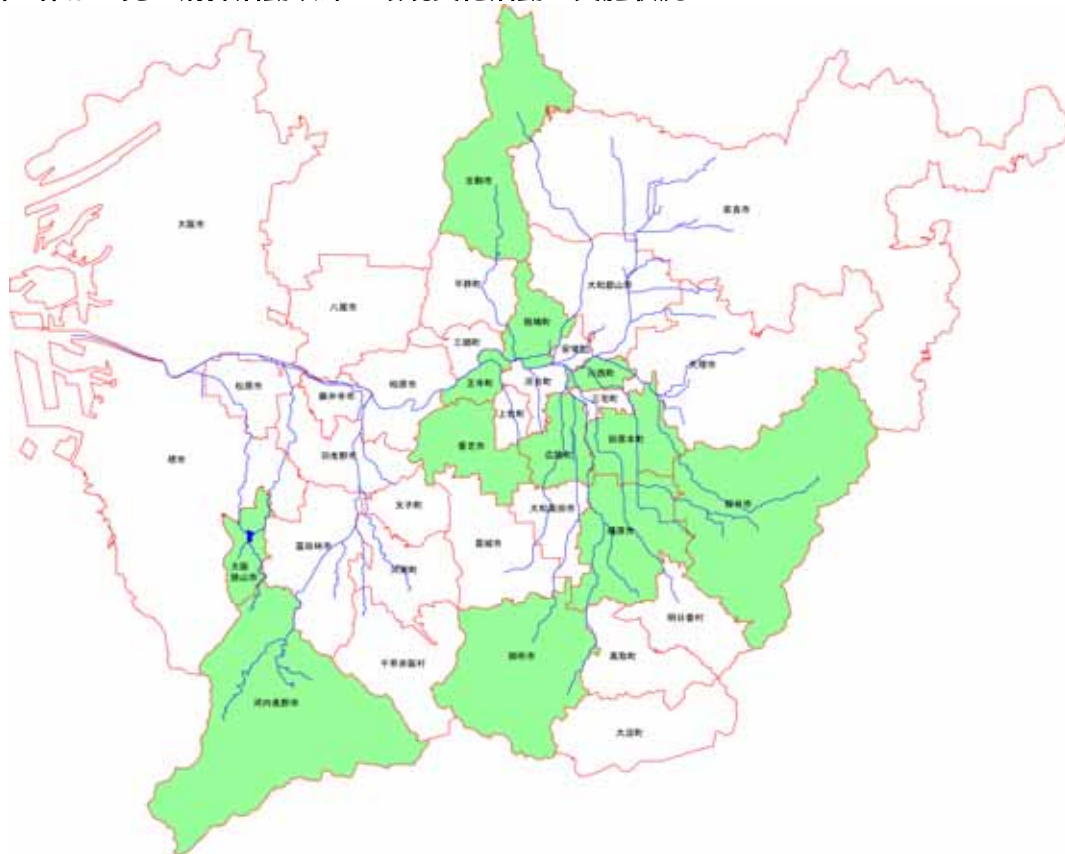 生駒市
大阪市
奈良市
平群町
大和郡山市
八尾市
斑鳩町
三郷町
安堵町
天理市
川西町
柏原市
王寺町
河合町
松原市
藤井寺市
三宅町
上牧町
香芝市
広陵町
田原本町
堺市
羽曳野市
太子町
桜井市
大和高田市
橿原市
葛城市
富田林市
大阪
狭山市
河南町
明日香村
千早赤阪村
御所市
高取町
河内長野市
大淀町